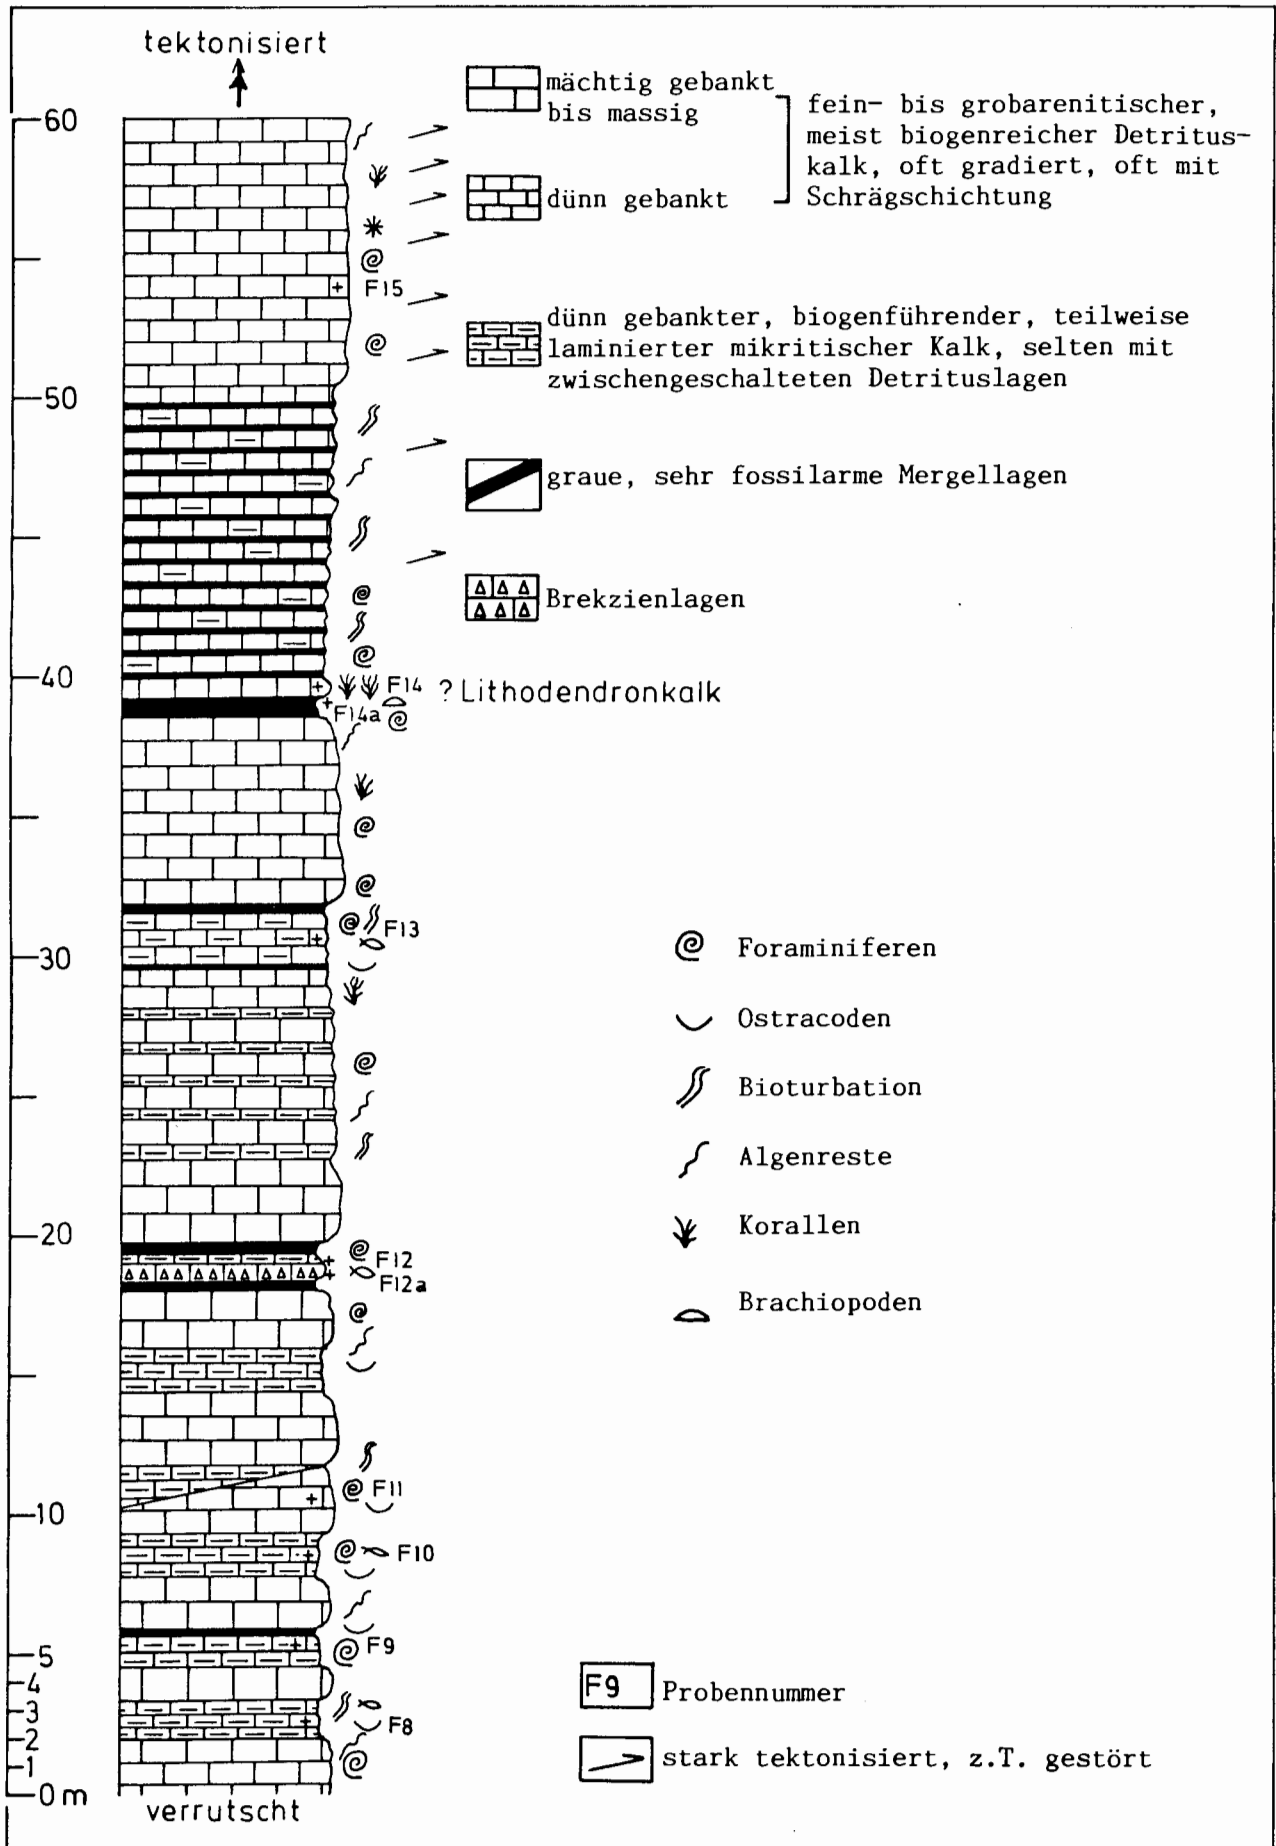 tektonisiert
60
50
40
30
20
10
5
4
3
2
1
0 m
F15
F14
? Lithodendronkalk
F14a
F13
F12
F12a
F11
F10
F9
F8
verrutscht
mächtig gebankt
bis massig
dünn gebankt
fein- bis grobarenitischer,
meist biogenreicher Detritus-
kalk, oft gradiert, oft mit
Schrägschichtung
dünn gebankter, biogenführender, teilweise
laminierter mikritischer Kalk, selten mit
zwischengeschalteten Detrituslagen
graue, sehr fossilarme Mergellagen
Brekzienlagen
Foraminiferen
Ostracoden
Bioturbation
Algenreste
Korallen
Brachiopoden
F9 Probennummer
stark tektonisiert, z.T. gestört